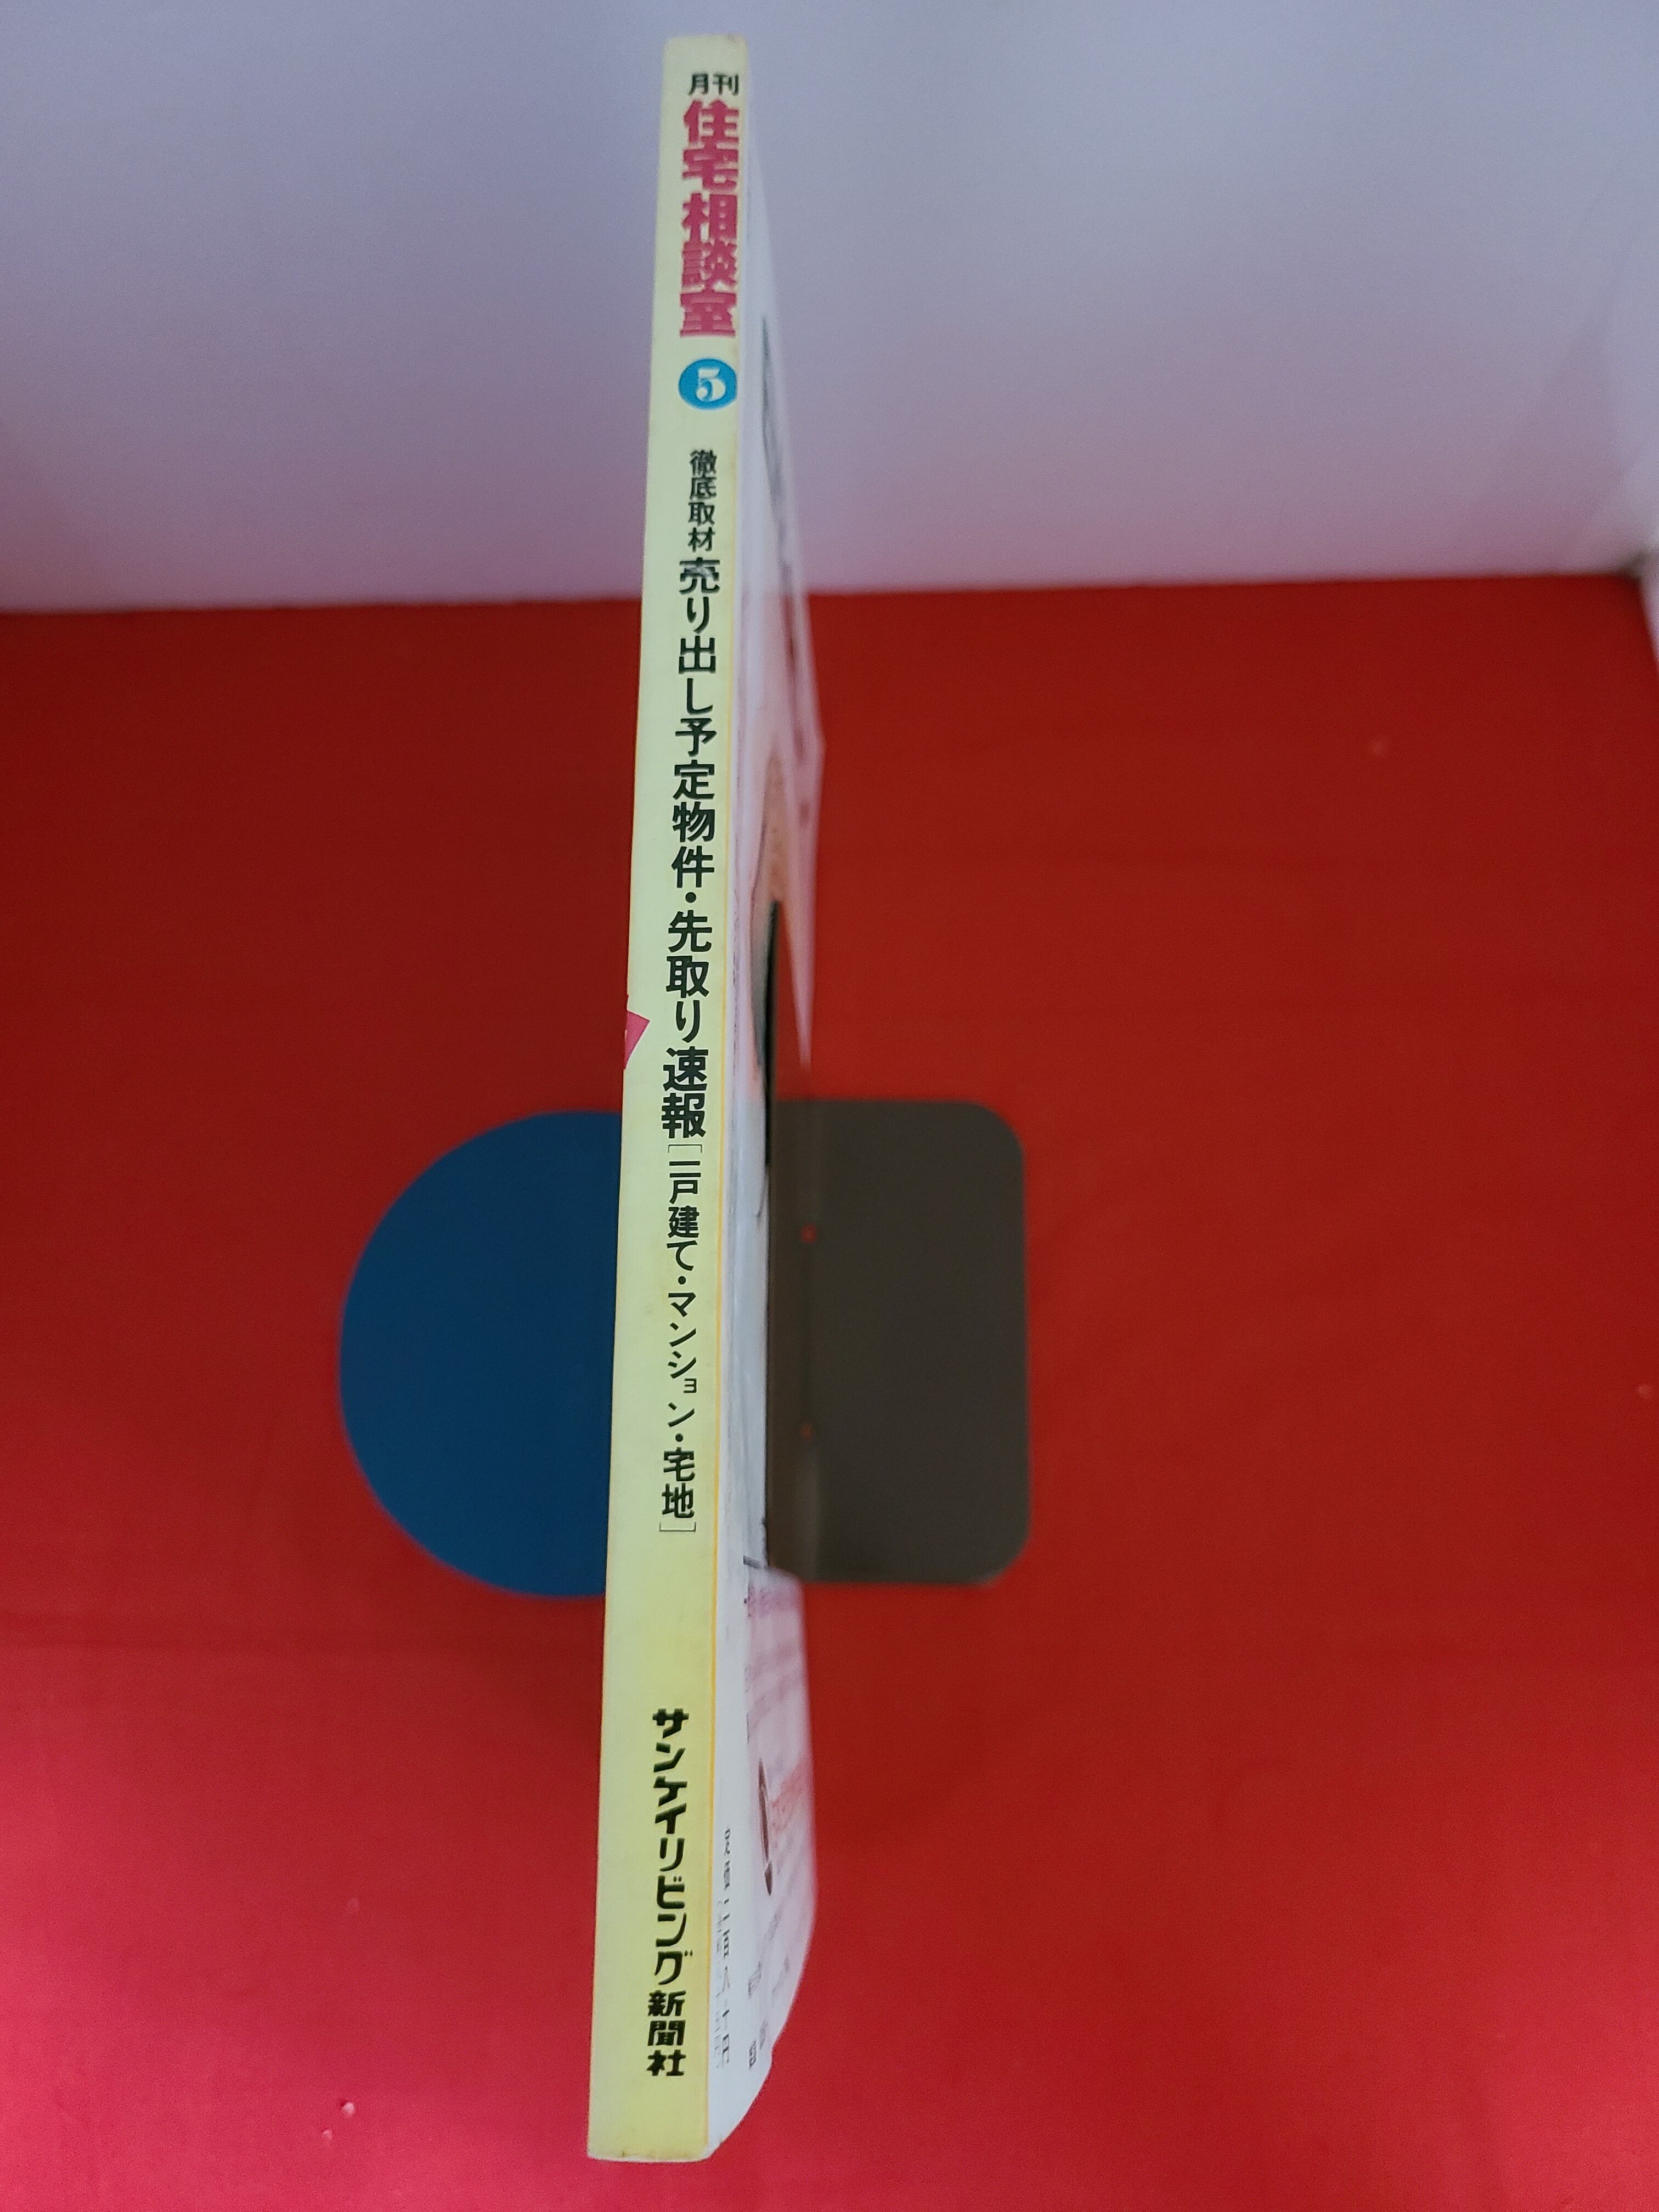 月刊
住宅相談室
5
徹底取材 売り出し予定物件・先取り速報[一戸建て・マンション・宅地]
サンケイリビング新聞社